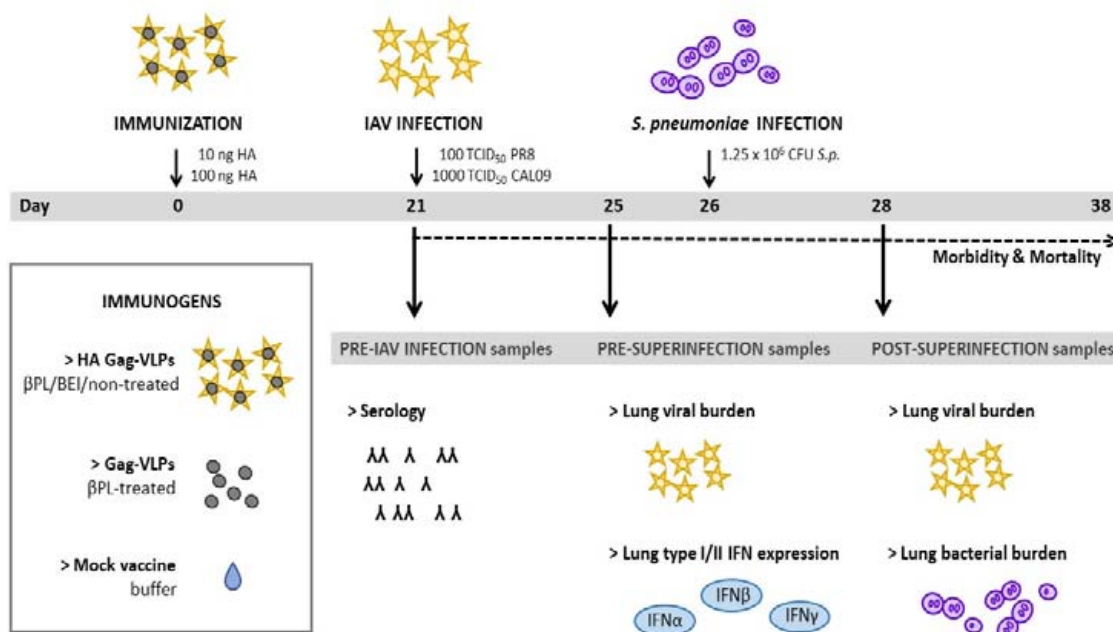 IMMUNIZATION
10 ng HA
100 ng HA
IAV INFECTION
100 TCID₅₀ PR8
1000 TCID₅₀ CAL09
S. pneumoniae INFECTION
1.25 x 10⁶ CFU S.p.
Day 0 21 25 26 28 38
Morbidity & Mortality
IMMUNOGENS
> HA Gag-VLPs
βPL/BEI/non-treated
> Gag-VLPs
βPL-treated
> Mock vaccine
buffer
PRE-IAV INFECTION samples
> Serology
PRE-SUPERINFECTION samples
> Lung viral burden
> Lung type I/II IFN expression
IFNα
IFNβ
IFNγ
POST-SUPERINFECTION samples
> Lung viral burden
> Lung bacterial burden